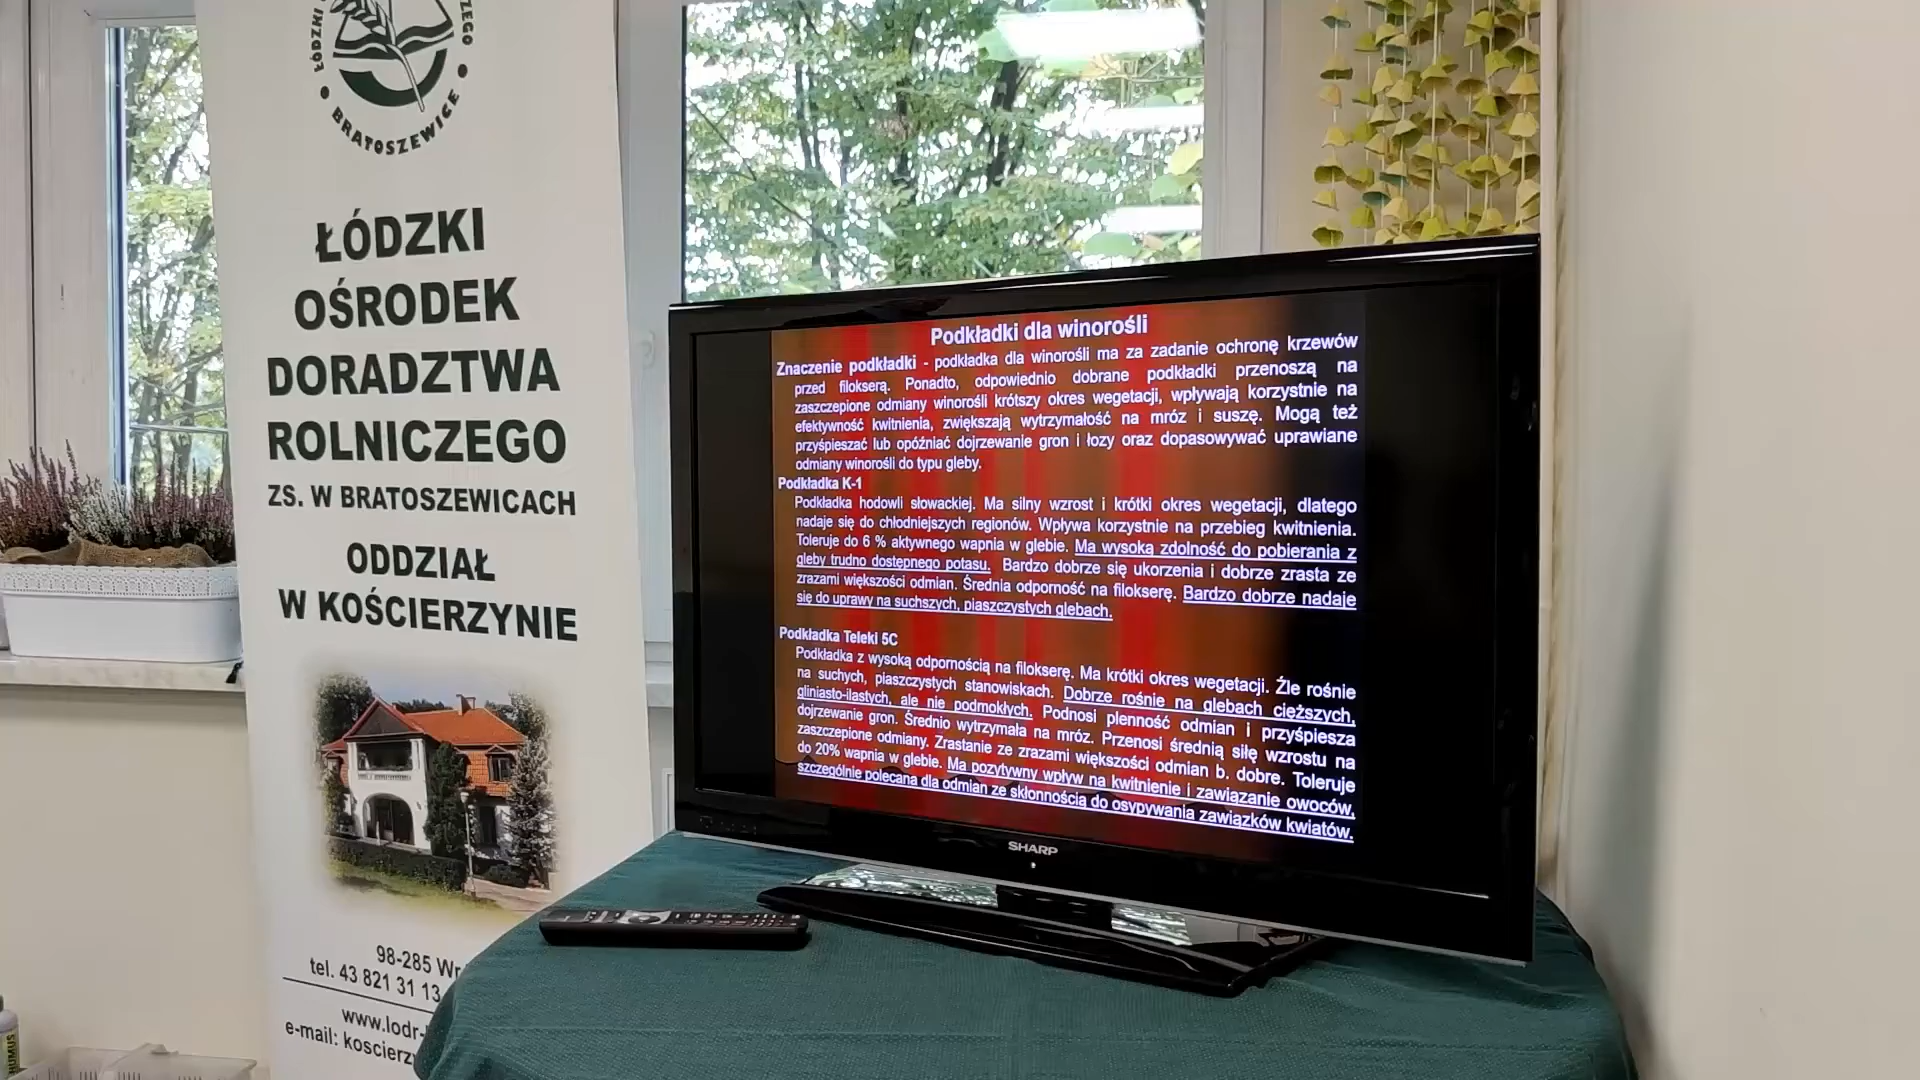 ŁÓDZKI
ZEGO
BRATOSZEWICE
ŁÓDZKI
OŚRODEK
DORADZTWA
ROLNICZEGO
ZS. W BRATOSZEWICACH
ODDZIAŁ
W KOŚCIERZYNIE
98-285
tel. 43 821 31 13
www.lodr-
e-mail:
HUMUS
Podkładki dla winorośli
Znaczenie podkładki - podkładka dla winorośli ma za zadanie ochronę krzewów
przed filokserą. Ponadto, odpowiednio dobrane podkładki przenoszą na
zaszczepione odmiany winorośli krótszy okres wegetacji, wpływają korzystnie na
efektywność kwitnienia, zwiększają wytrzymałość na mróz i suszę. Mogą też
przyśpieszać lub opóźniać dojrzewanie gron i łozy oraz dopasowywać uprawiane
odmiany winorośli do typu gleby.
Podkładka K-1
Podkładka hodowli słowackiej. Ma silny wzrost i krótki okres wegetacji, dlatego
nadaje się do chłodniejszych regionów. Wpływa korzystnie na przebieg kwitnienia.
Toleruje do 6 % aktywnego wapnia w glebie. Ma wysoką zdolność do pobierania z
gleby trudno dostępnego potasu. Bardzo dobrze się ukorzenia i dobrze zrasta ze
zrazami większości odmian. Średnia odporność na filokserę. Bardzo dobrze nadaje
się do uprawy na suchszych, piaszczystych glebach.
Podkładka Teleki 5C
Podkładka z wysoką odpornością na filokserę. Ma krótki okres wegetacji. Źle rośnie
na suchych, piaszczystych stanowiskach. Dobrze rośnie na glebach cięższych,
gliniasto-ilastych, ale nie podmokłych. Podnosi plenność odmian i przyśpiesza
dojrzewanie gron. Średnio wytrzymała na mróz. Przenosi średnią siłę wzrostu na
zaszczepione odmiany. Zrastanie ze zrazami większości odmian b. dobre. Toleruje
do 20% wapnia w glebie. Ma pozytywny wpływ na kwitnienie i zawiązanie owoców,
szczególnie polecana dla odmian ze skłonnością do osypywania zawiązków kwiatów.
SHARP